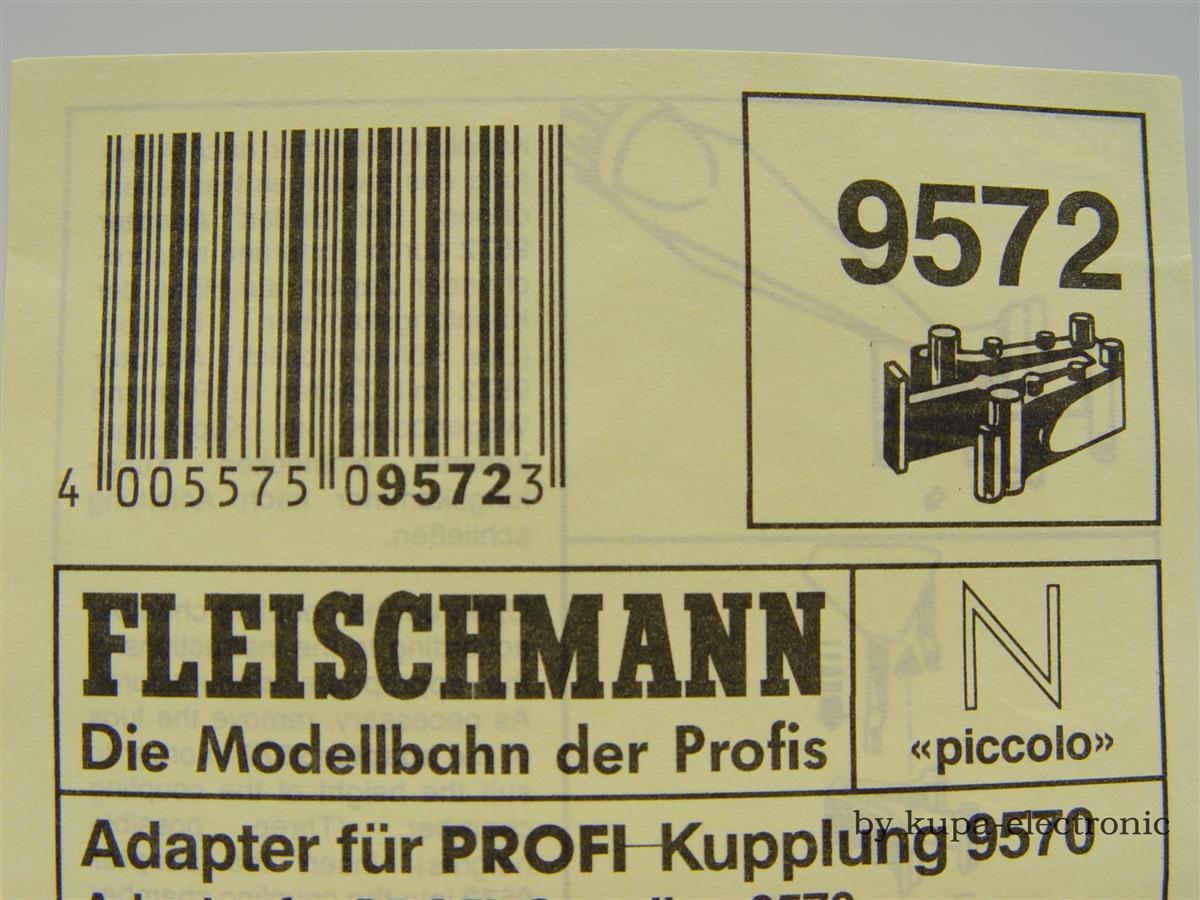 9572
4 005575 095723
FLEISCHMANN
Die Modellbahn der Profis
N
«piccolo»
Adapter für PROFI-Kupplung 9570
by kupa-electronic